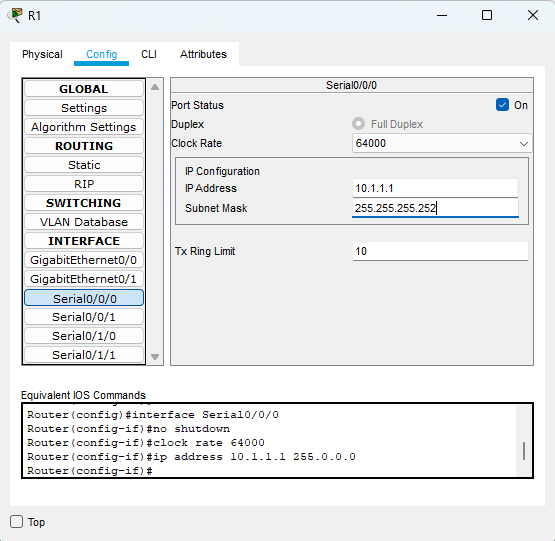 R1
Physical Config CLI Attributes
GLOBAL
Settings
Algorithm Settings
ROUTING
Static
RIP
SWITCHING
VLAN Database
INTERFACE
GigabitEthernet0/0
GigabitEthernet0/1
Serial0/0/0
Serial0/0/1
Serial0/1/0
Serial0/1/1
Serial0/0/0
Port Status On
Duplex Full Duplex
Clock Rate 64000
IP Configuration
IP Address 10.1.1.1
Subnet Mask 255.255.255.252
Tx Ring Limit 10
Equivalent IOS Commands
Router(config)#interface Serial0/0/0
Router(config-if)#no shutdown
Router(config-if)#clock rate 64000
Router(config-if)#ip address 10.1.1.1 255.0.0.0
Router(config-if)#
Top